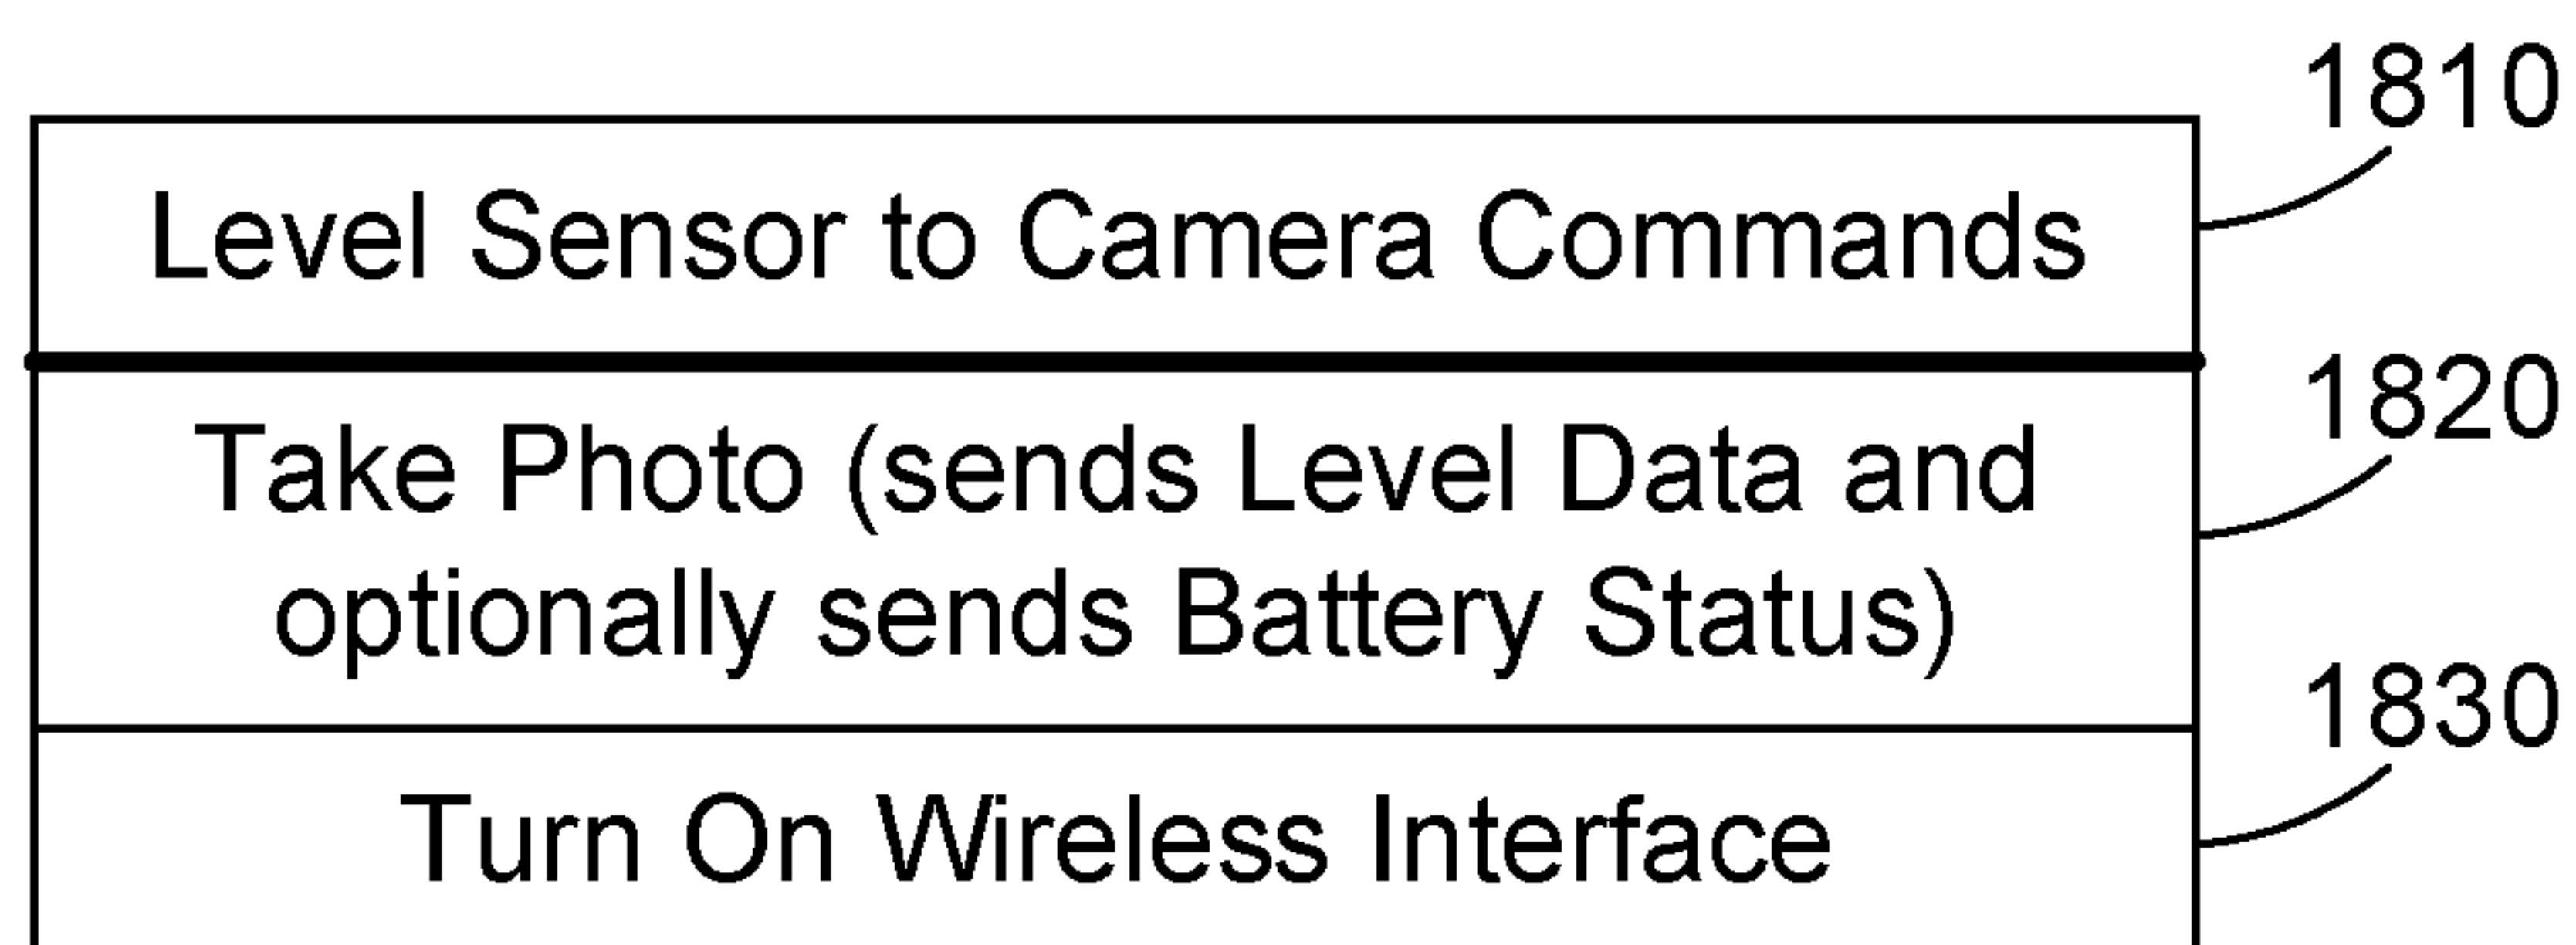 1810
Level Sensor to Camera Commands
1820
Take Photo (sends Level Data and
optionally sends Battery Status)
1830
Turn On Wireless Interface